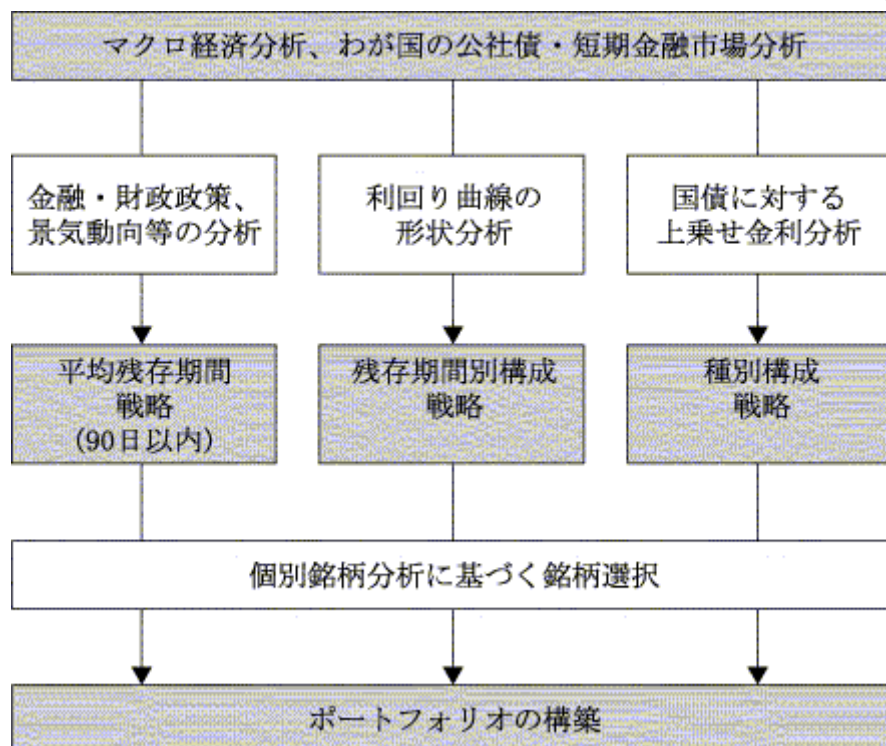 マクロ経済分析、わが国の公社債・短期金融市場分析
金融・財政政策、
景気動向等の分析
利回り曲線の
形状分析
国債に対する
上乗せ金利分析
平均残存期間
戦略
（90日以内）
残存期間別構成
戦略
種別構成
戦略
個別銘柄分析に基づく銘柄選択
ポートフォリオの構築